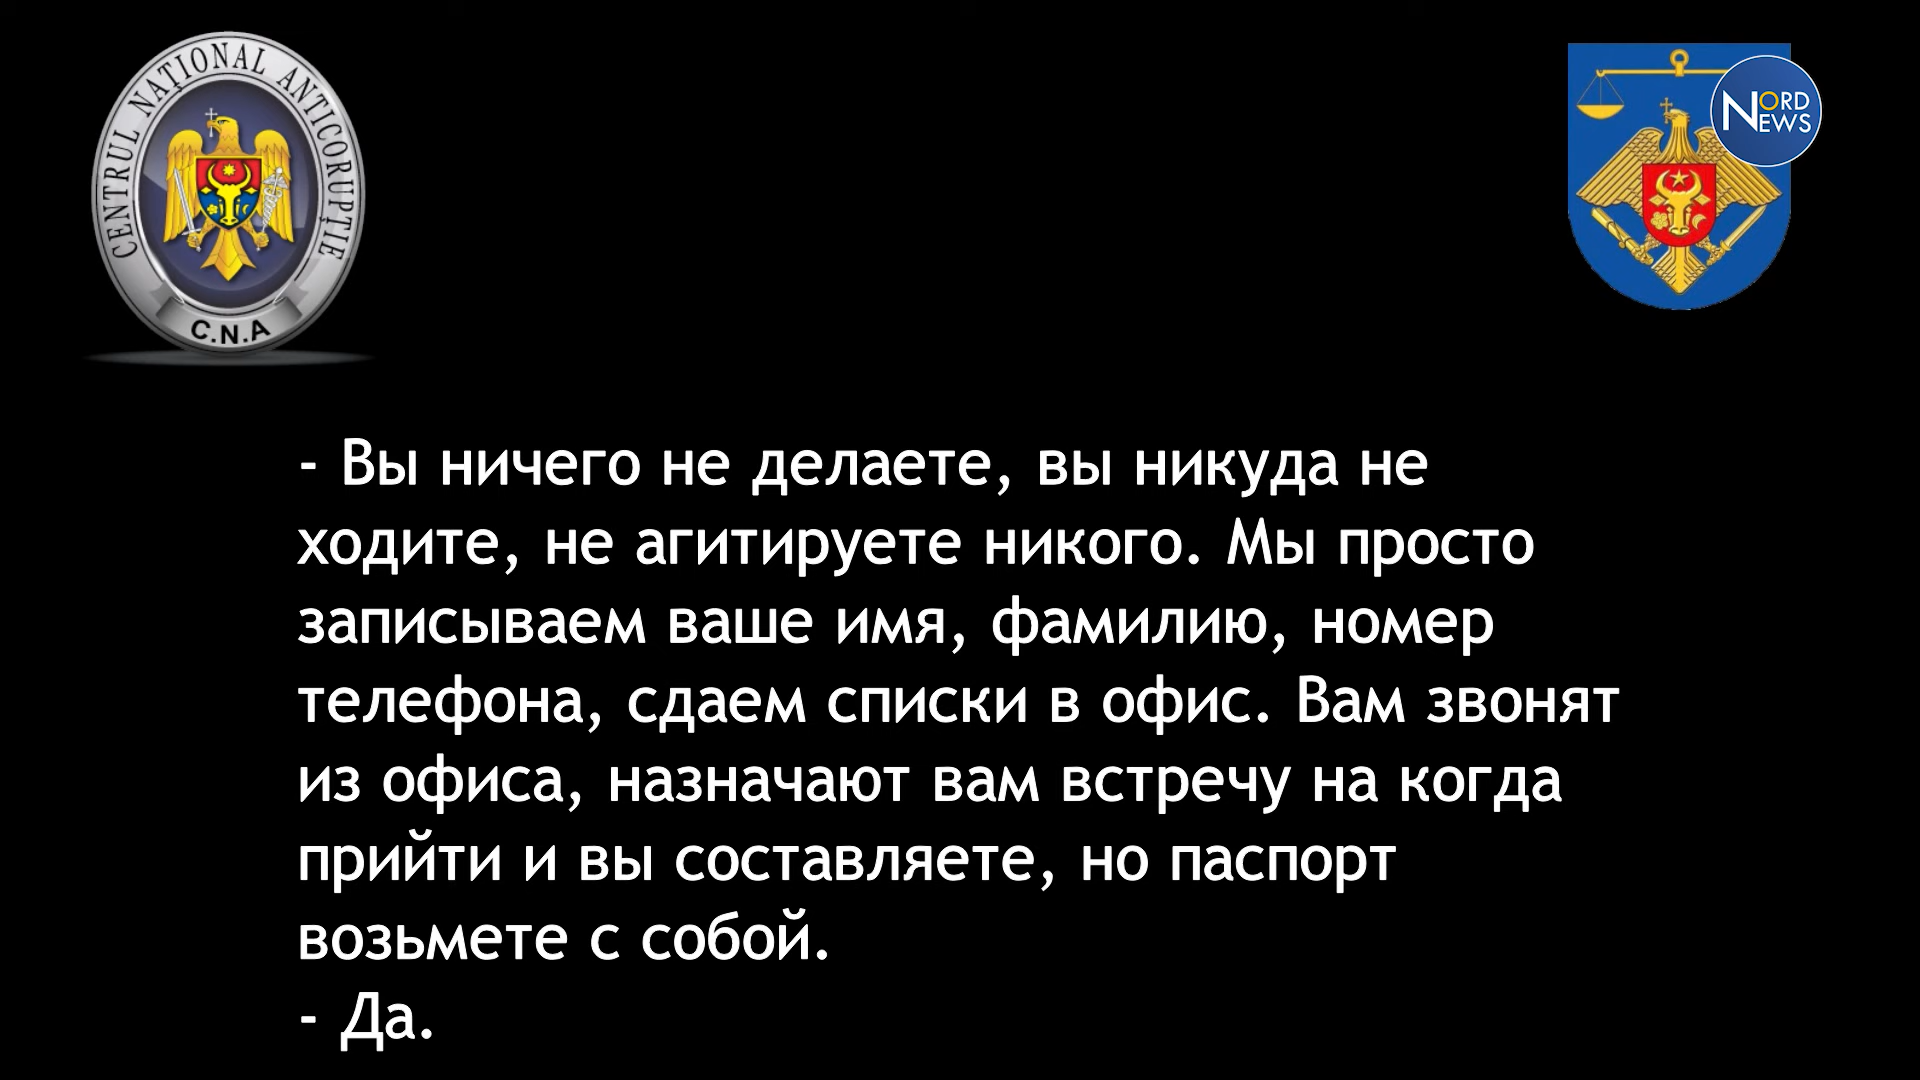 CENTRUL NAȚIONAL ANTICORUPȚIE
C.N.A
NORD
NEWS
- Вы ничего не делаете, вы никуда не
ходите, не агитируете никого. Мы просто
записываем ваше имя, фамилию, номер
телефона, сдаем списки в офис. Вам звонят
из офиса, назначают вам встречу на когда
прийти и вы составляете, но паспорт
возьмете с собой.
- Да.